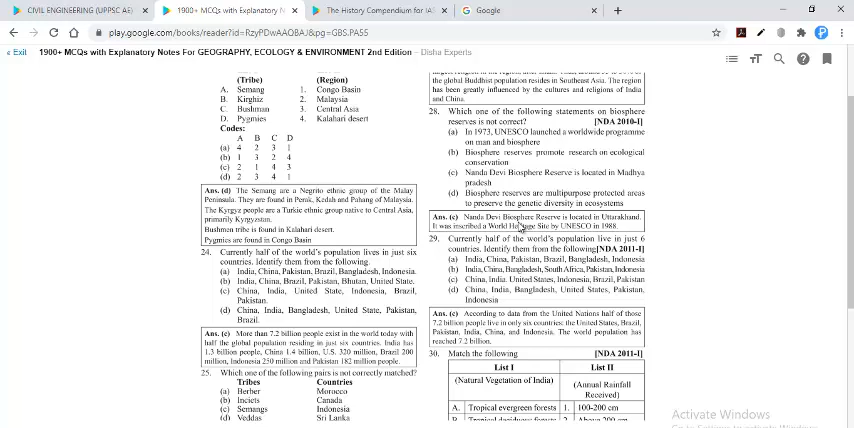 CIVIL ENGINEERING (UPPSC AE)
1900+ MCQs with Explanatory N
The History Compendium for IAS
Google
play.google.com/books/reader?id=RzyPDwAAQBAJ&pg=GBS.PA55
Exit 1900+ MCQs with Explanatory Notes For GEOGRAPHY, ECOLOGY & ENVIRONMENT 2nd Edition – Disha Experts
(Tribe) (Region)
A. Semang 1. Congo Basin
B. Kirghiz 2. Malaysia
C. Bushman 3. Central Asia
D. Pygmies 4. Kalahari desert
Codes:
A B C D
(a) 4 2 3 1
(b) 1 3 2 4
(c) 2 1 4 3
(d) 2 3 4 1
Ans. (d) The Semang are a Negrito ethnic group of the Malay
Peninsula. They are found in Perak, Kedah and Pahang of Malaysia.
The Kyrgyz people are a Turkic ethnic group native to Central Asia,
primarily Kyrgyzstan.
Bushmen tribe is found in Kalahari desert.
Pygmies are found in Congo Basin
24. Currently half of the world's population lives in just six
countries. Identify them from the following.
(a) India, China, Pakistan, Brazil, Bangladesh, Indonesia.
(b) India, China, Brazil, Pakistan, Bhutan, United State.
(c) China, India, United State, Indonesia, Brazil,
Pakistan.
(d) China, India, Bangladesh, United State, Pakistan,
Brazil.
Ans. (c) More than 7.2 billion people exist in the world today with
half the global population residing in just six countries. India has
1.3 billion people, China 1.4 billion, U.S. 320 million, Brazil 200
million, Indonesia 250 million and Pakistan 182 million people.
25. Which one of the following pairs is not correctly matched?
Tribes Countries
(a) Berber Morocco
(b) Inciets Canada
(c) Semangs Indonesia
(d) Veddas Sri Lanka
the global Buddhist population resides in Southeast Asia. The region
has been greatly influenced by the cultures and religions of India
and China.
28. Which one of the following statements on biosphere
reserves is not correct? [NDA 2010-I]
(a) In 1973, UNESCO launched a worldwide programme
on man and biosphere
(b) Biosphere reserves promote research on ecological
conservation
(c) Nanda Devi Biosphere Reserve is located in Madhya
pradesh
(d) Biosphere reserves are multipurpose protected areas
to preserve the genetic diversity in ecosystems
Ans. (c) Nanda Devi Biosphere Reserve is located in Uttarakhand.
It was inscribed a World Heritage Site by UNESCO in 1988.
29. Currently half of the world's population live in just 6
countries. Identify them from the following[NDA 2011-I]
(a) India, China, Pakistan, Brazil, Bangladesh, Indonesia
(b) India, China, Bangladesh, South Africa, Pakistan, Indonesia
(c) China, India. United States, Indonesia, Brazil, Pakistan
(d) China, India, Bangladesh, United States, Pakistan,
Indonesia
Ans. (c) According to data from the United Nations half of those
7.2 billion people live in only six countries: the United States, Brazil,
Pakistan, India, China, and Indonesia. The world population has
reached 7.2 billion.
30. Match the following [NDA 2011-I]
List I List II
(Natural Vegetation of India) (Annual Rainfall
Received)
A. Tropical evergreen forests 1. 100-200 cm
B. Tropical deciduous forests 2. Above 200 cm
Activate Windows